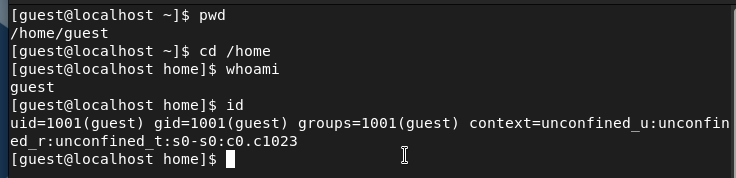 [guest@localhost ~]$ pwd
/home/guest
[guest@localhost ~]$ cd /home
[guest@localhost home]$ whoami
guest
[guest@localhost home]$ id
uid=1001(guest) gid=1001(guest) groups=1001(guest) context=unconfined_u:unconfin
ed_r:unconfined_t:s0-s0:c0.c1023
[guest@localhost home]$